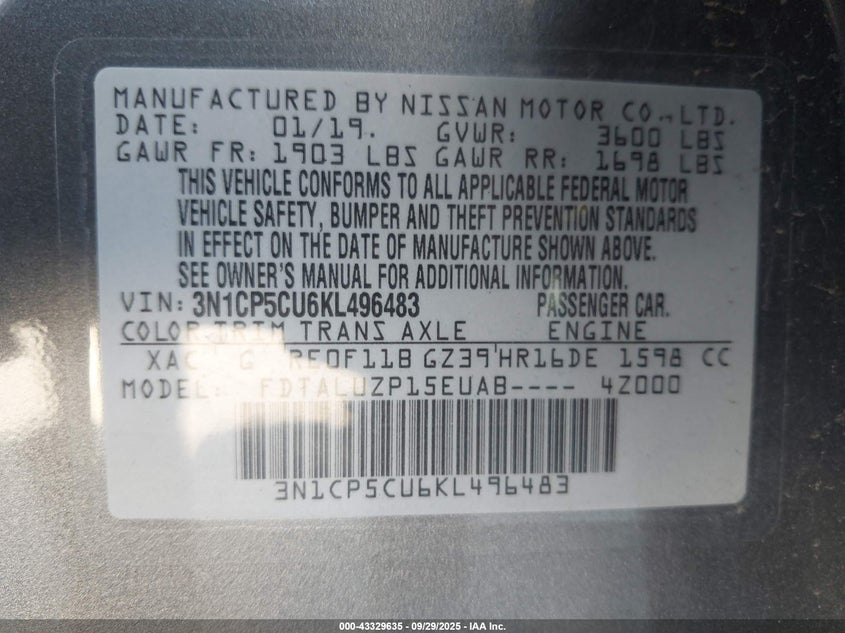 MANUFACTURED BY NISSAN MOTOR CO., LTD.
DATE: 01/19. GVWR: 3600 LBS
GAWR FR: 1903 LBS GAWR RR: 1698 LBS
THIS VEHICLE CONFORMS TO ALL APPLICABLE FEDERAL MOTOR
VEHICLE SAFETY, BUMPER AND THEFT PREVENTION STANDARDS
IN EFFECT ON THE DATE OF MANUFACTURE SHOWN ABOVE.
SEE OWNER'S MANUAL FOR ADDITIONAL INFORMATION.
VIN: 3N1CP5CU6KL496483 PASSENGER CAR.
COLOR TRIM TRANS AXLE ENGINE
XAC G RE0F11B GZ39 HR16DE 1598 CC
MODEL: FDTALUZP15EUAB---- 4Z000
3N1CP5CU6KL496483
000-43329635 - 09/29/2025 - IAA Inc.